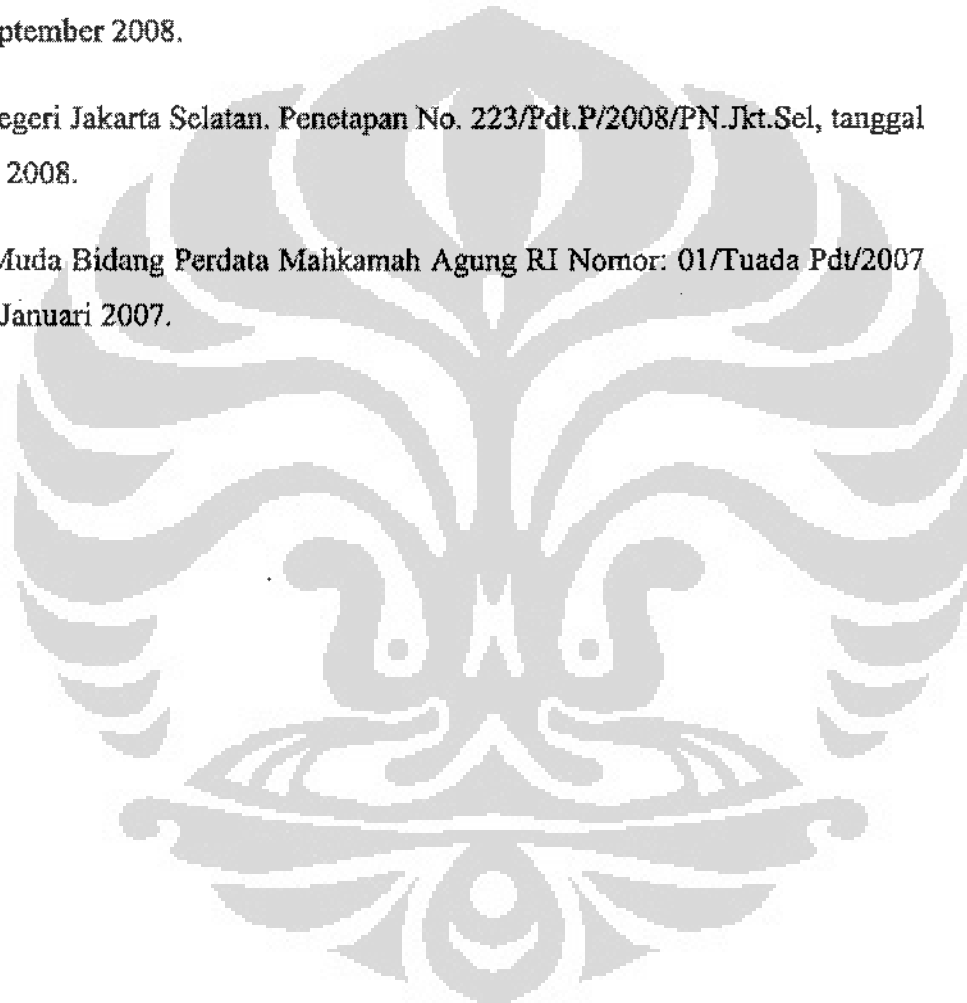 ptember 2008.
egeri Jakarta Selatan. Penetapan No. 223/Pdt.P/2008/PN.Jkt.Sel, tanggal
2008.
Muda Bidang Perdata Mahkamah Agung RI Nomor: 01/Tuada Pdt/2007
Januari 2007.